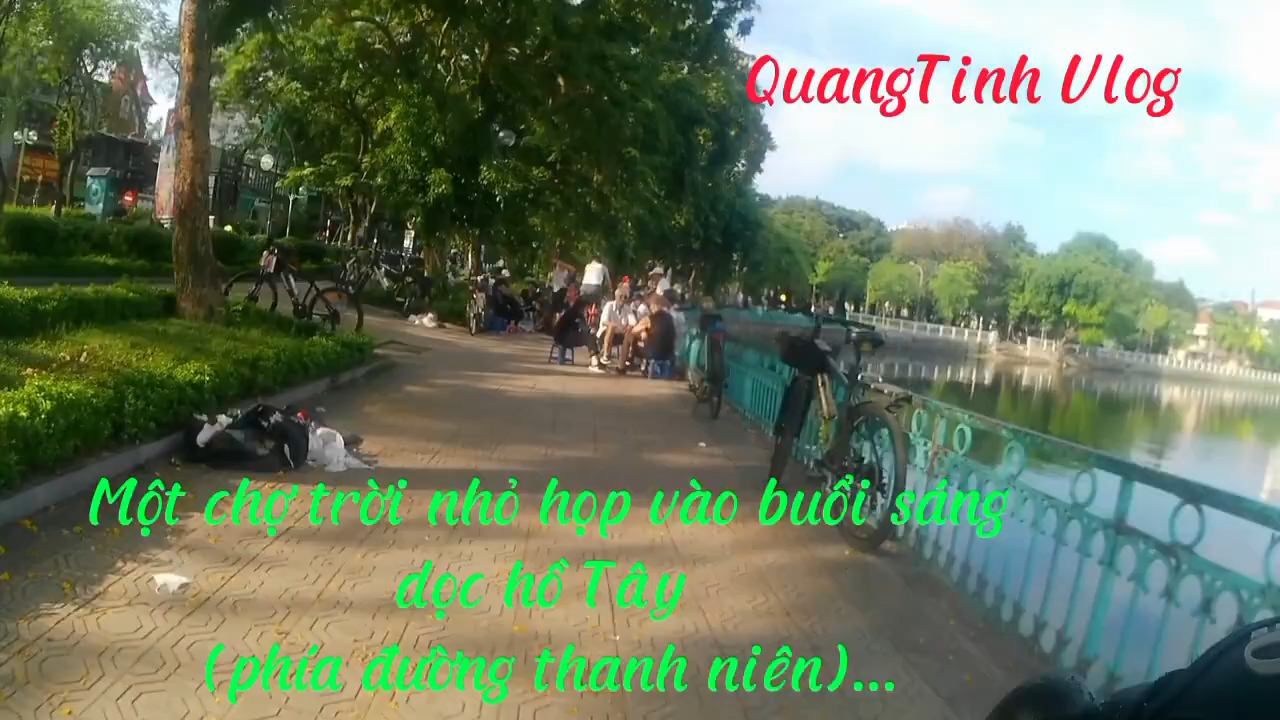 QuangTinh Vlog
Một chợ trời nhỏ họp vào buổi sáng
dọc hồ Tây
(phía đường thanh niên)...